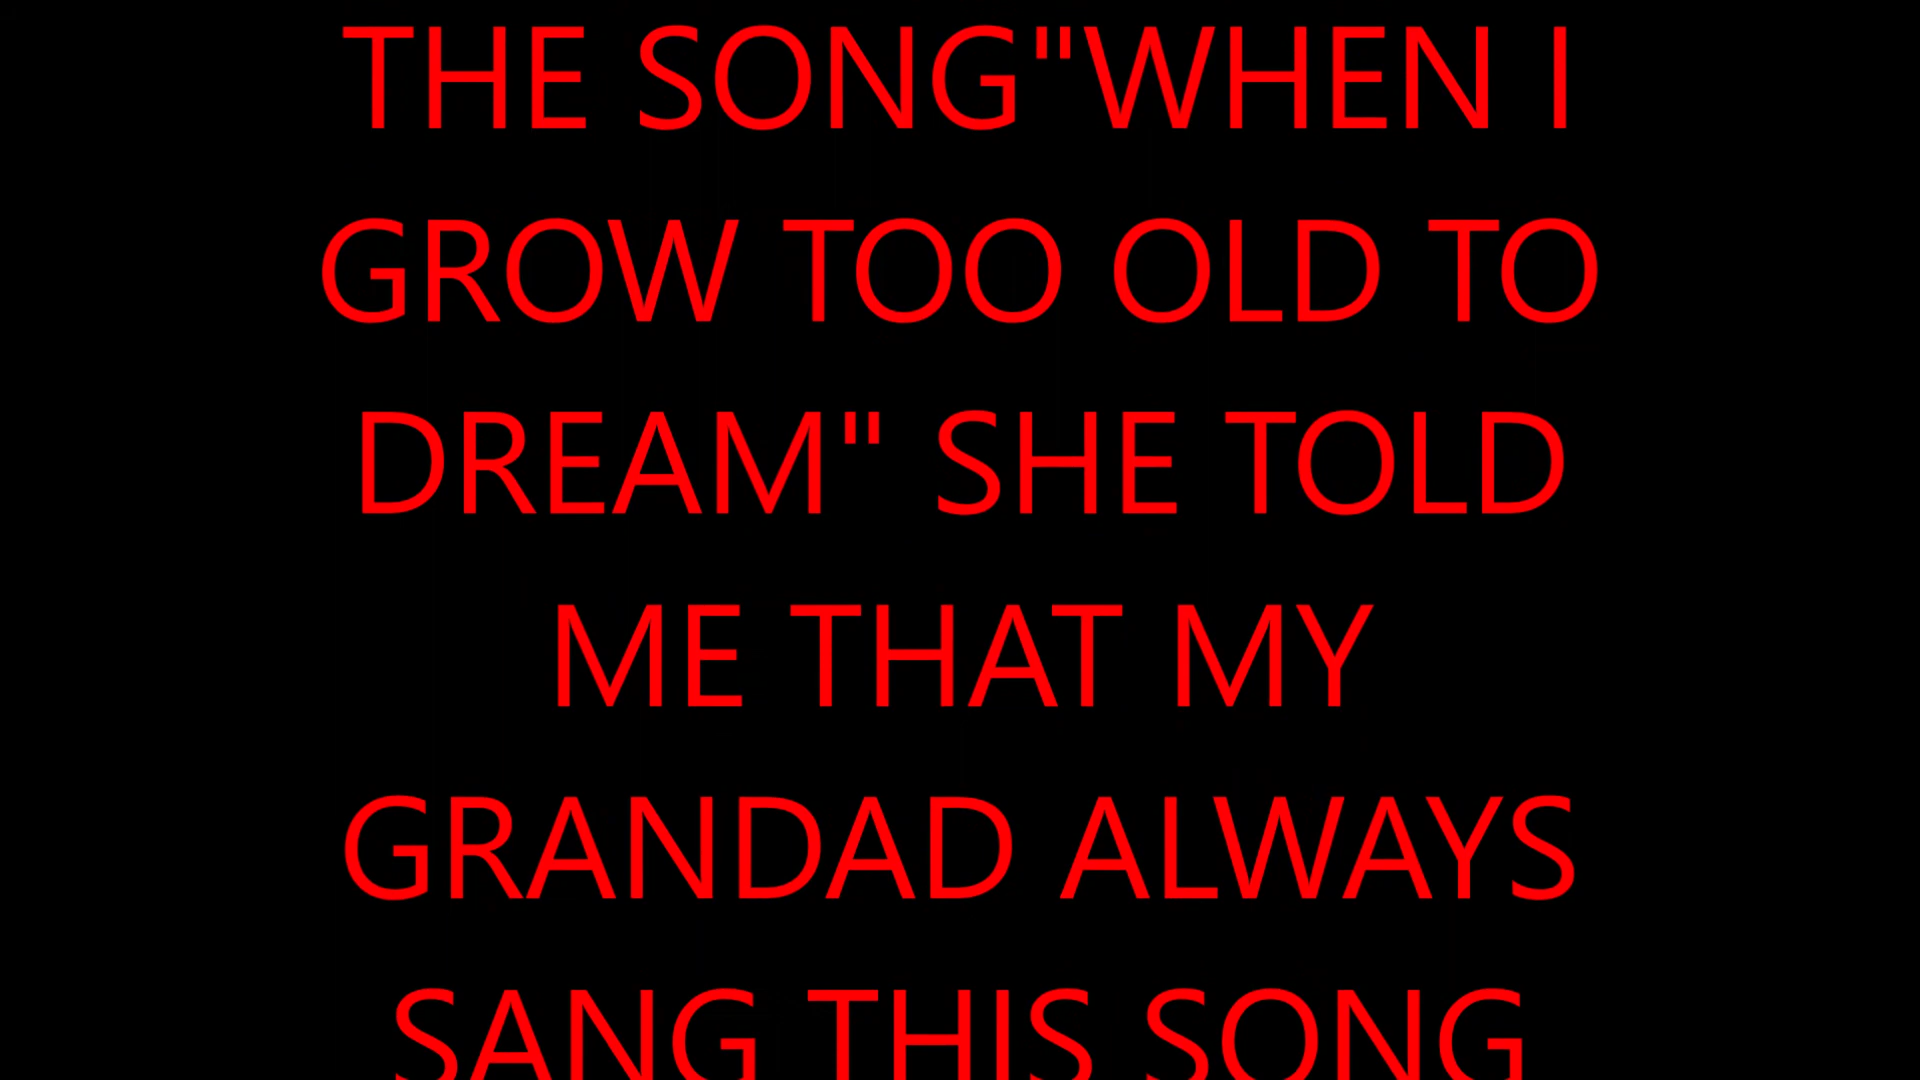 THE SONG"WHEN I
GROW TOO OLD TO
DREAM" SHE TOLD
ME THAT MY
GRANDAD ALWAYS
SANG THIS SONG